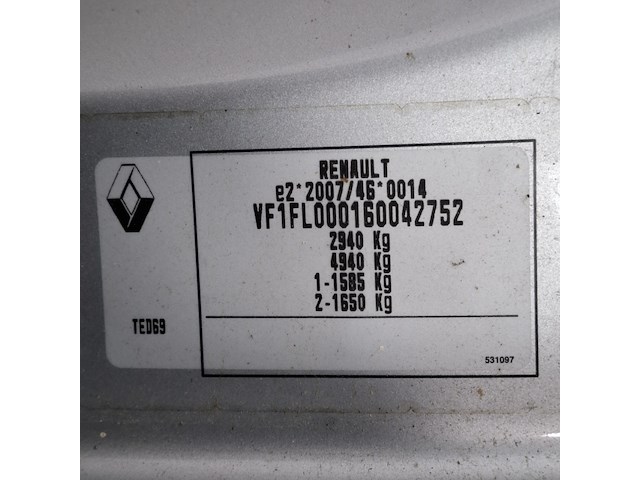 RENAULT
e2*2007/46*0014
VF1FL000160042752
2940 Kg
4940 Kg
1-1585 Kg
2-1650 Kg
TED69
531097